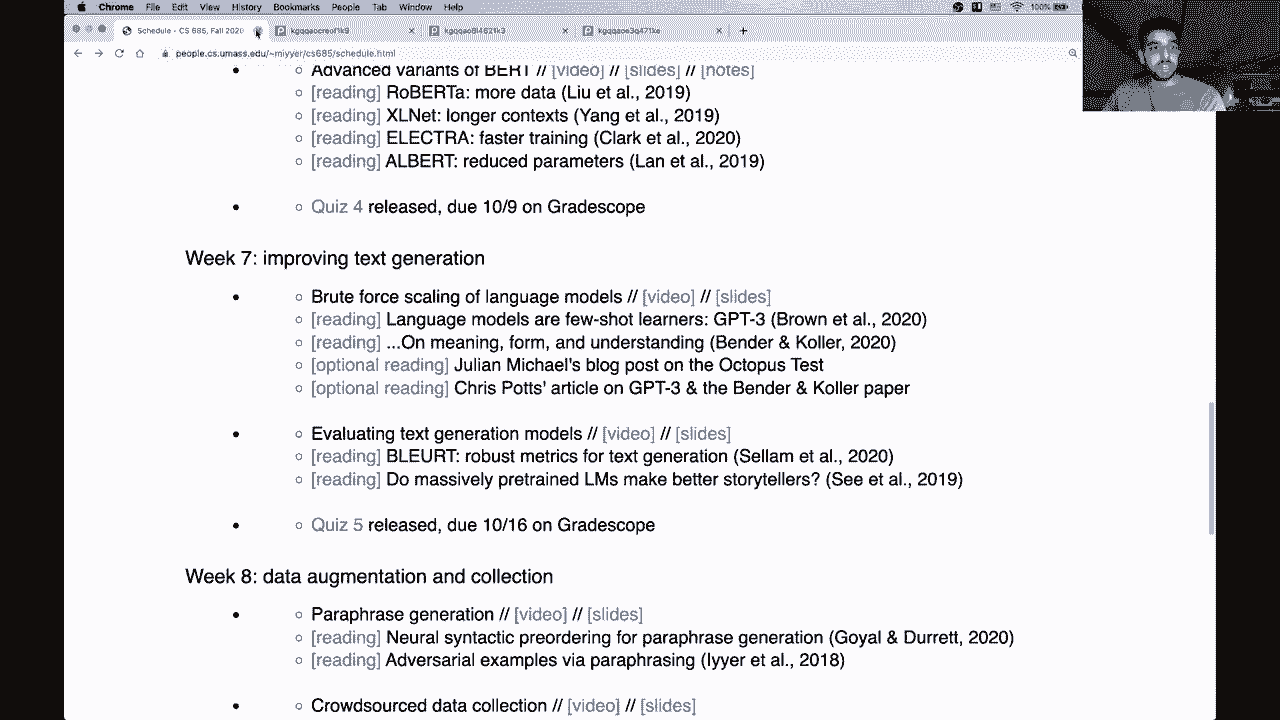 Chrome File Edit View History Bookmarks People Tab Window Help 100%
Schedule - CS 685, Fall 2020
people.cs.umass.edu/~miyyer/cs685/schedule.html
Advanced variants of BERT // [video] // [slides] // [notes]
[reading] RoBERTa: more data (Liu et al., 2019)
[reading] XLNet: longer contexts (Yang et al., 2019)
[reading] ELECTRA: faster training (Clark et al., 2020)
[reading] ALBERT: reduced parameters (Lan et al., 2019)
Quiz 4 released, due 10/9 on Gradescope
Week 7: improving text generation
Brute force scaling of language models // [video] // [slides]
[reading] Language models are few-shot learners: GPT-3 (Brown et al., 2020)
[reading] ...On meaning, form, and understanding (Bender & Koller, 2020)
[optional reading] Julian Michael's blog post on the Octopus Test
[optional reading] Chris Potts' article on GPT-3 & the Bender & Koller paper
Evaluating text generation models // [video] // [slides]
[reading] BLEURT: robust metrics for text generation (Sellam et al., 2020)
[reading] Do massively pretrained LMs make better storytellers? (See et al., 2019)
Quiz 5 released, due 10/16 on Gradescope
Week 8: data augmentation and collection
Paraphrase generation // [video] // [slides]
[reading] Neural syntactic preordering for paraphrase generation (Goyal & Durrett, 2020)
[reading] Adversarial examples via paraphrasing (Iyyer et al., 2018)
Crowdsourced data collection // [video] // [slides]